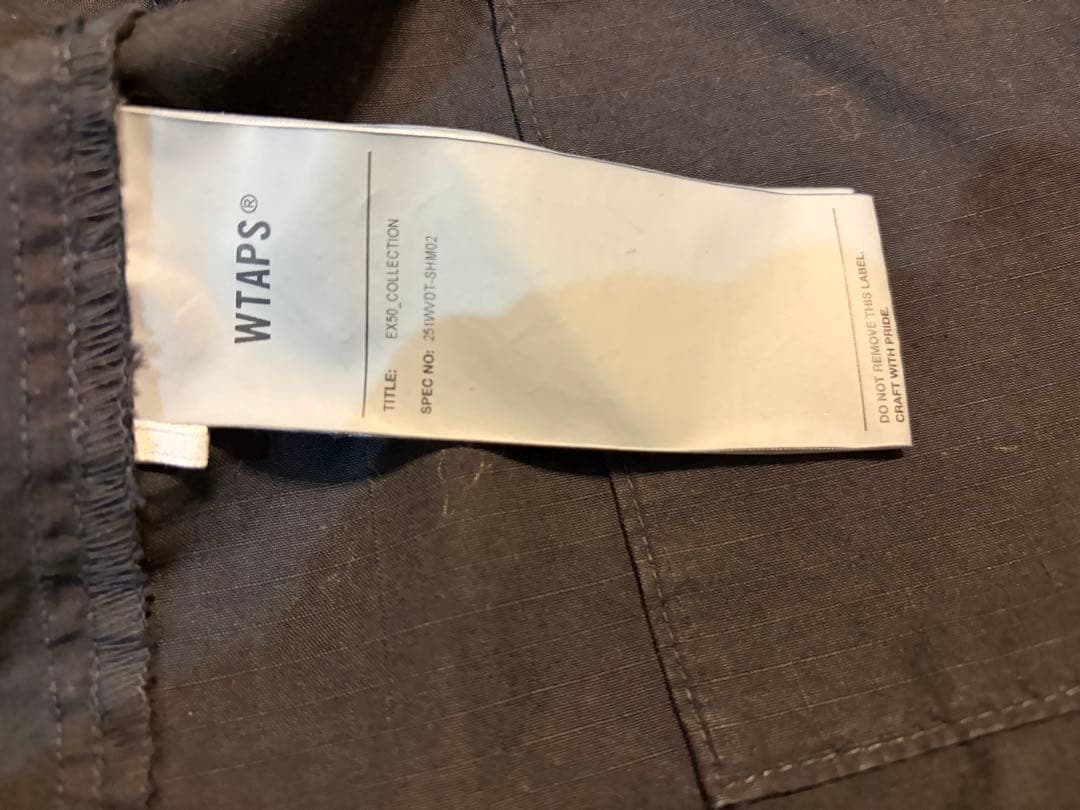 WTAPS®
TITLE: EX50_COLLECTION
SPEC NO: 251WVDT-SHM02
DO NOT REMOVE THIS LABEL.
CRAFT WITH PRIDE.